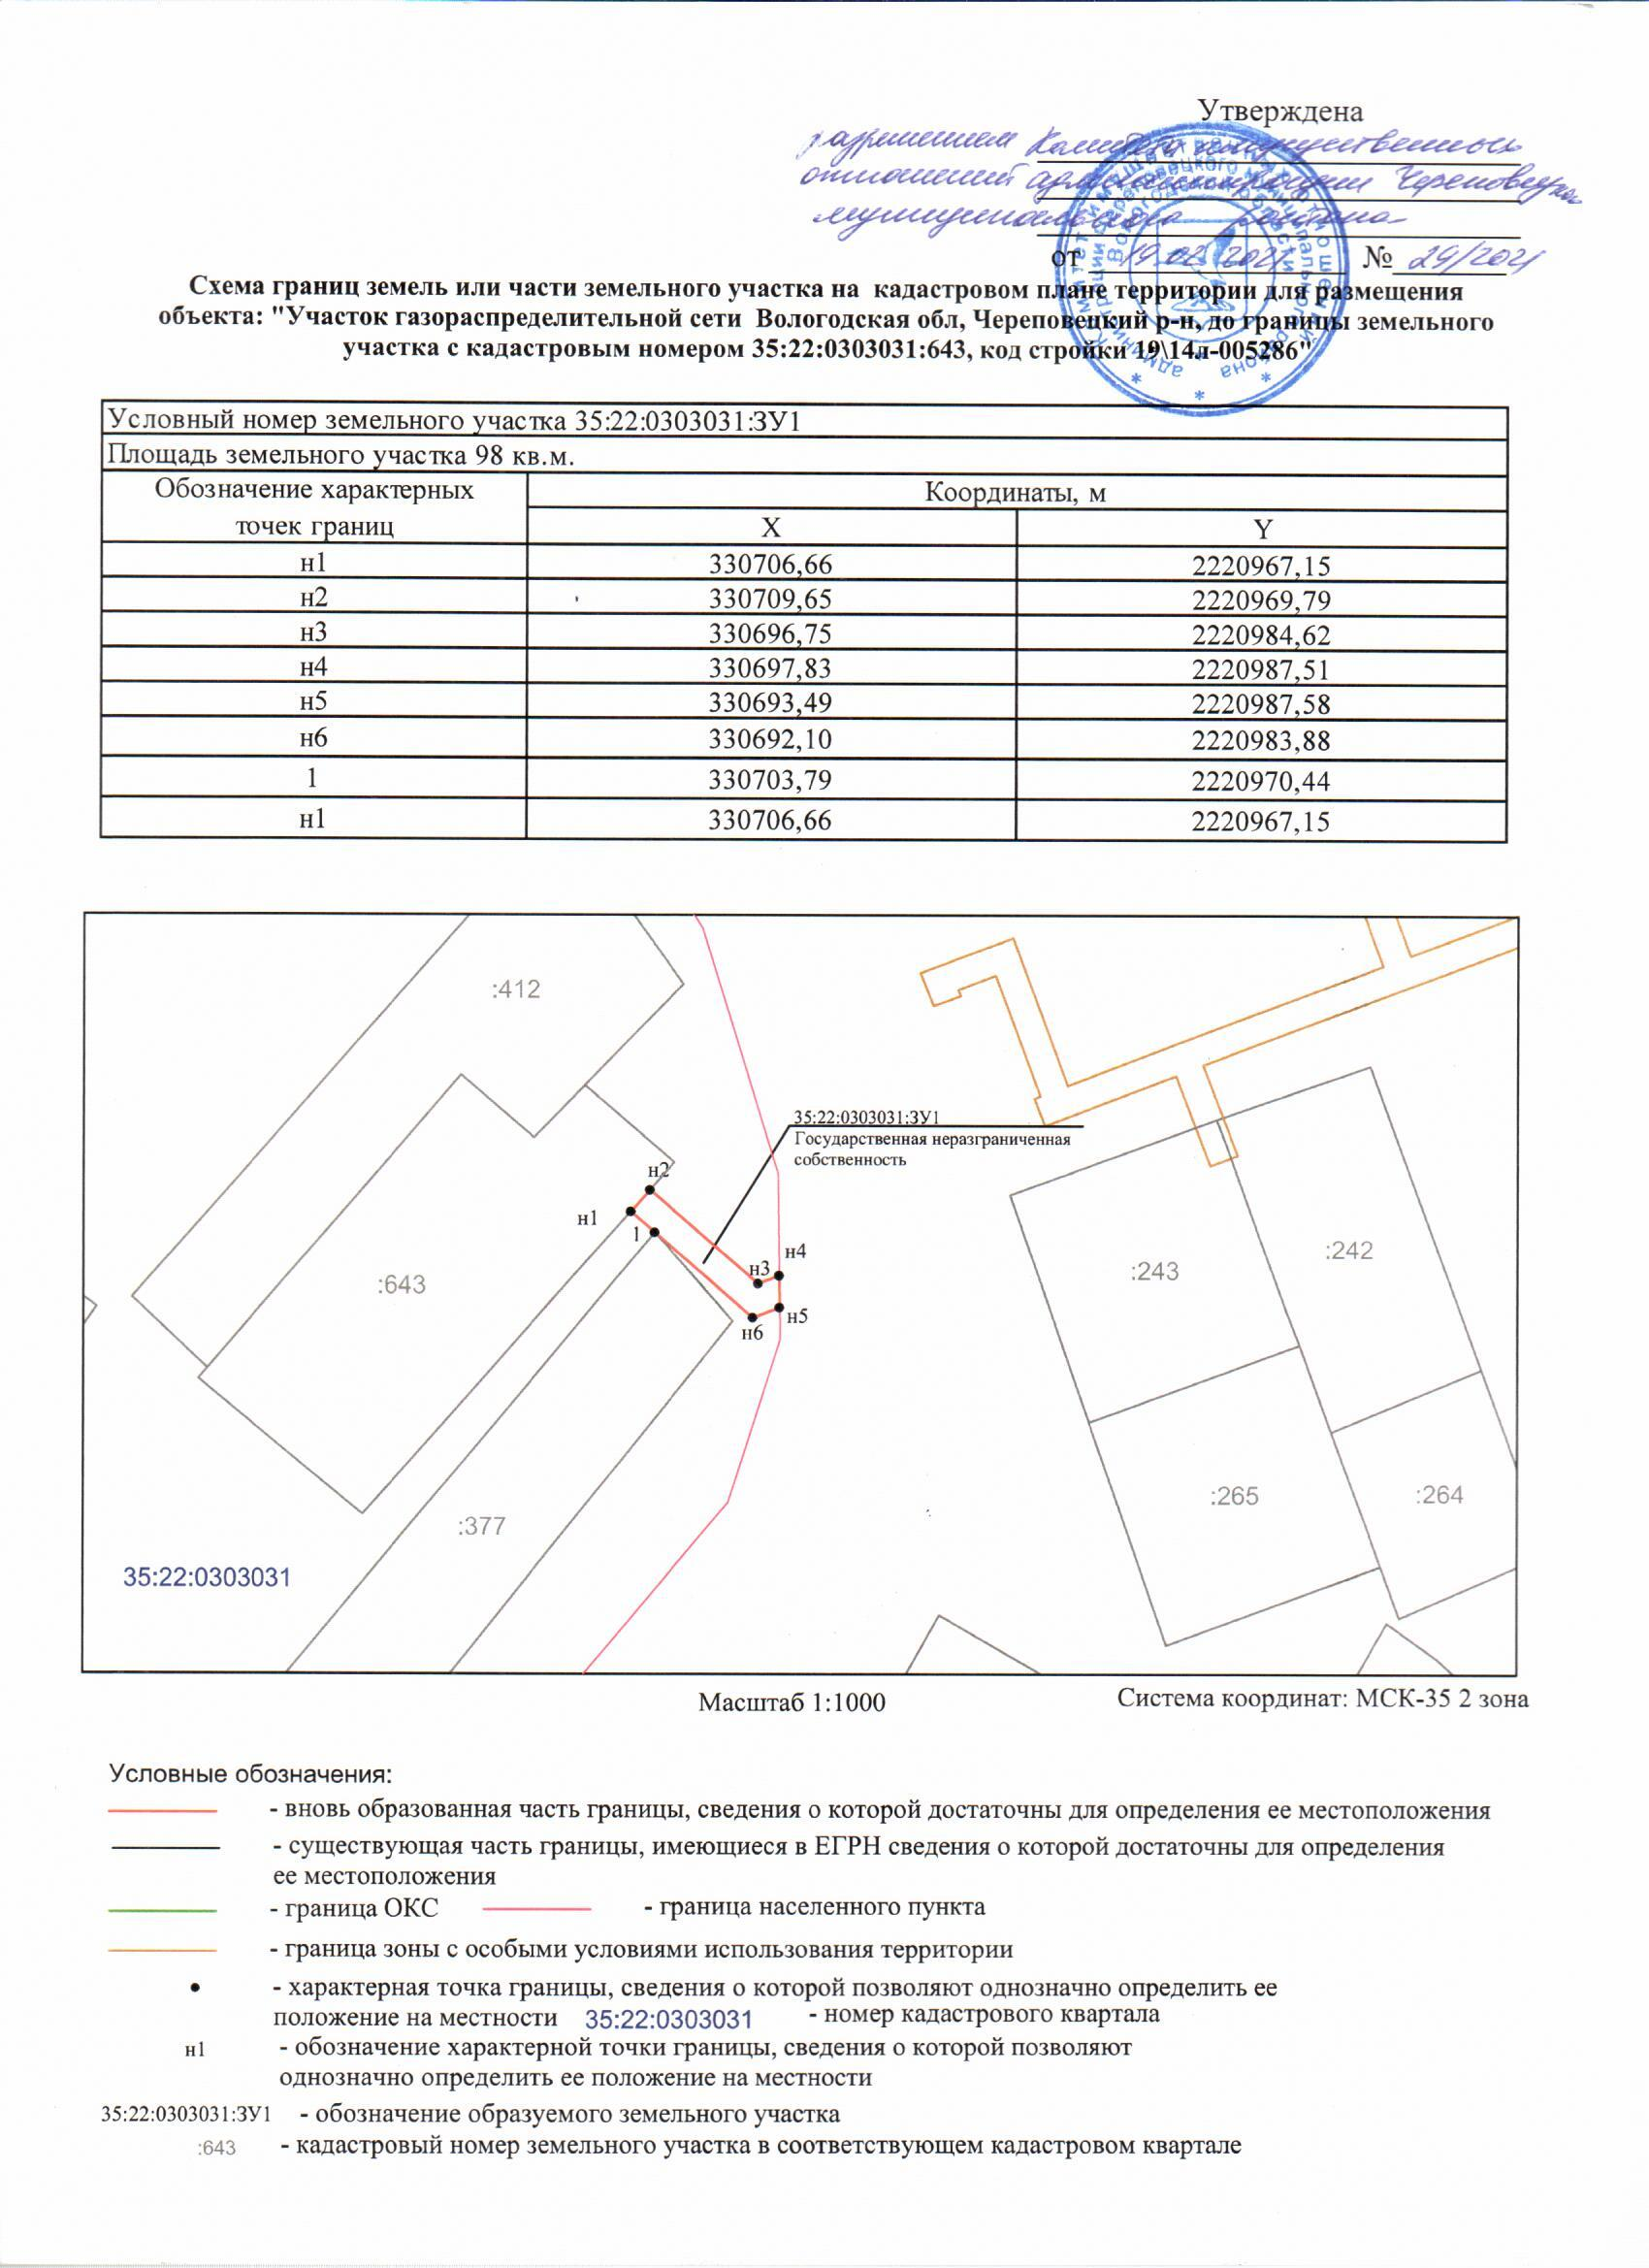 Утверждена
разрешением Комитета имущественных
отношений администрации Череповецкого
муниципального района
от 19.02.2021 № 29/2021
Схема границ земель или части земельного участка на кадастровом плане территории для размещения
объекта: "Участок газораспределительной сети Вологодская обл, Череповецкий р-н, до границы земельного
участка с кадастровым номером 35:22:0303031:643, код стройки 19\14л-005286"
Условный номер земельного участка 35:22:0303031:ЗУ1
Площадь земельного участка 98 кв.м.
Обозначение характерных точек границ Координаты, м
X Y
н1 330706,66 2220967,15
н2 330709,65 2220969,79
н3 330696,75 2220984,62
н4 330697,83 2220987,51
н5 330693,49 2220987,58
н6 330692,10 2220983,88
1 330703,79 2220970,44
н1 330706,66 2220967,15
:412
35:22:0303031:ЗУ1
Государственная неразграниченная
собственность
н2
н1
1
н4
н3
н5
н6
:643
:243
:242
:265
:264
:377
35:22:0303031
Масштаб 1:1000
Система координат: МСК-35 2 зона
Условные обозначения:
- вновь образованная часть границы, сведения о которой достаточны для определения ее местоположения
- существующая часть границы, имеющиеся в ЕГРН сведения о которой достаточны для определения
ее местоположения
- граница ОКС - граница населенного пункта
- граница зоны с особыми условиями использования территории
- характерная точка границы, сведения о которой позволяют однозначно определить ее
положение на местности 35:22:0303031 - номер кадастрового квартала
н1 - обозначение характерной точки границы, сведения о которой позволяют
однозначно определить ее положение на местности
35:22:0303031:ЗУ1 - обозначение образуемого земельного участка
:643 - кадастровый номер земельного участка в соответствующем кадастровом квартале